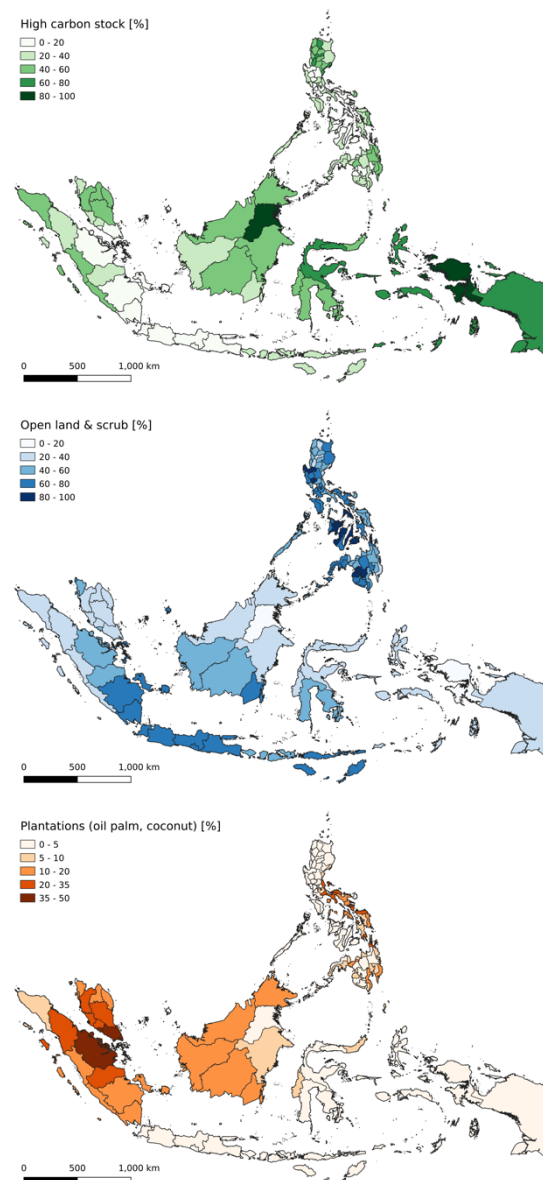 High carbon stock [%]
0 - 20
20 - 40
40 - 60
60 - 80
80 - 100
0 500 1,000 km
Open land & scrub [%]
0 - 20
20 - 40
40 - 60
60 - 80
80 - 100
0 500 1,000 km
Plantations (oil palm, coconut) [%]
0 - 5
5 - 10
10 - 20
20 - 35
35 - 50
0 500 1,000 km